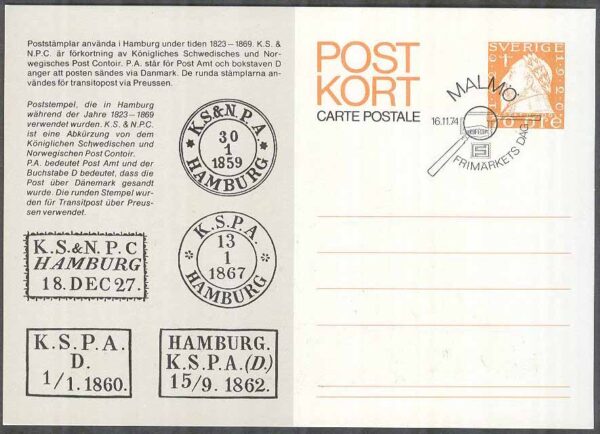 Poststämplar använda i Hamburg under tiden 1823–1869. K.S. &
N.P.C. är förkortning av Königliches Schwedisches und Nor-
wegisches Post Contoir. P.A. står för Post Amt och bokstaven D
anger att posten sändes via Danmark. De runda stämplarna an-
vändes för transitopost via Preussen.
Poststempel, die in Hamburg
während der Jahre 1823–1869
verwendet wurden. K.S. & N.P.C.
ist eine Abkürzung von dem
Königlichen Schwedischen und
Norwegischen Post Contoir.
P.A. bedeutet Post Amt und der
Buchstabe D bedeutet, dass die
Post über Dänemark gesandt
wurde. Die runden Stempel wur-
den für Transitpost über Preus-
sen verwendet.
K.S.&N.P.A.
30
1
1859
* HAMBURG *
K.S.P.A.
13
1
1867
* HAMBURG *
K.S.&N.P.C
HAMBURG
18.DEC27.
K.S.P.A.
D.
1/1.1860.
HAMBURG.
K.S.P.A.(D.)
15/9.1862.
POST
KORT
CARTE POSTALE
SVERIGE
1920
ÖRE
MALMÖ
16.11.74
FRIMÄRKETS DAG